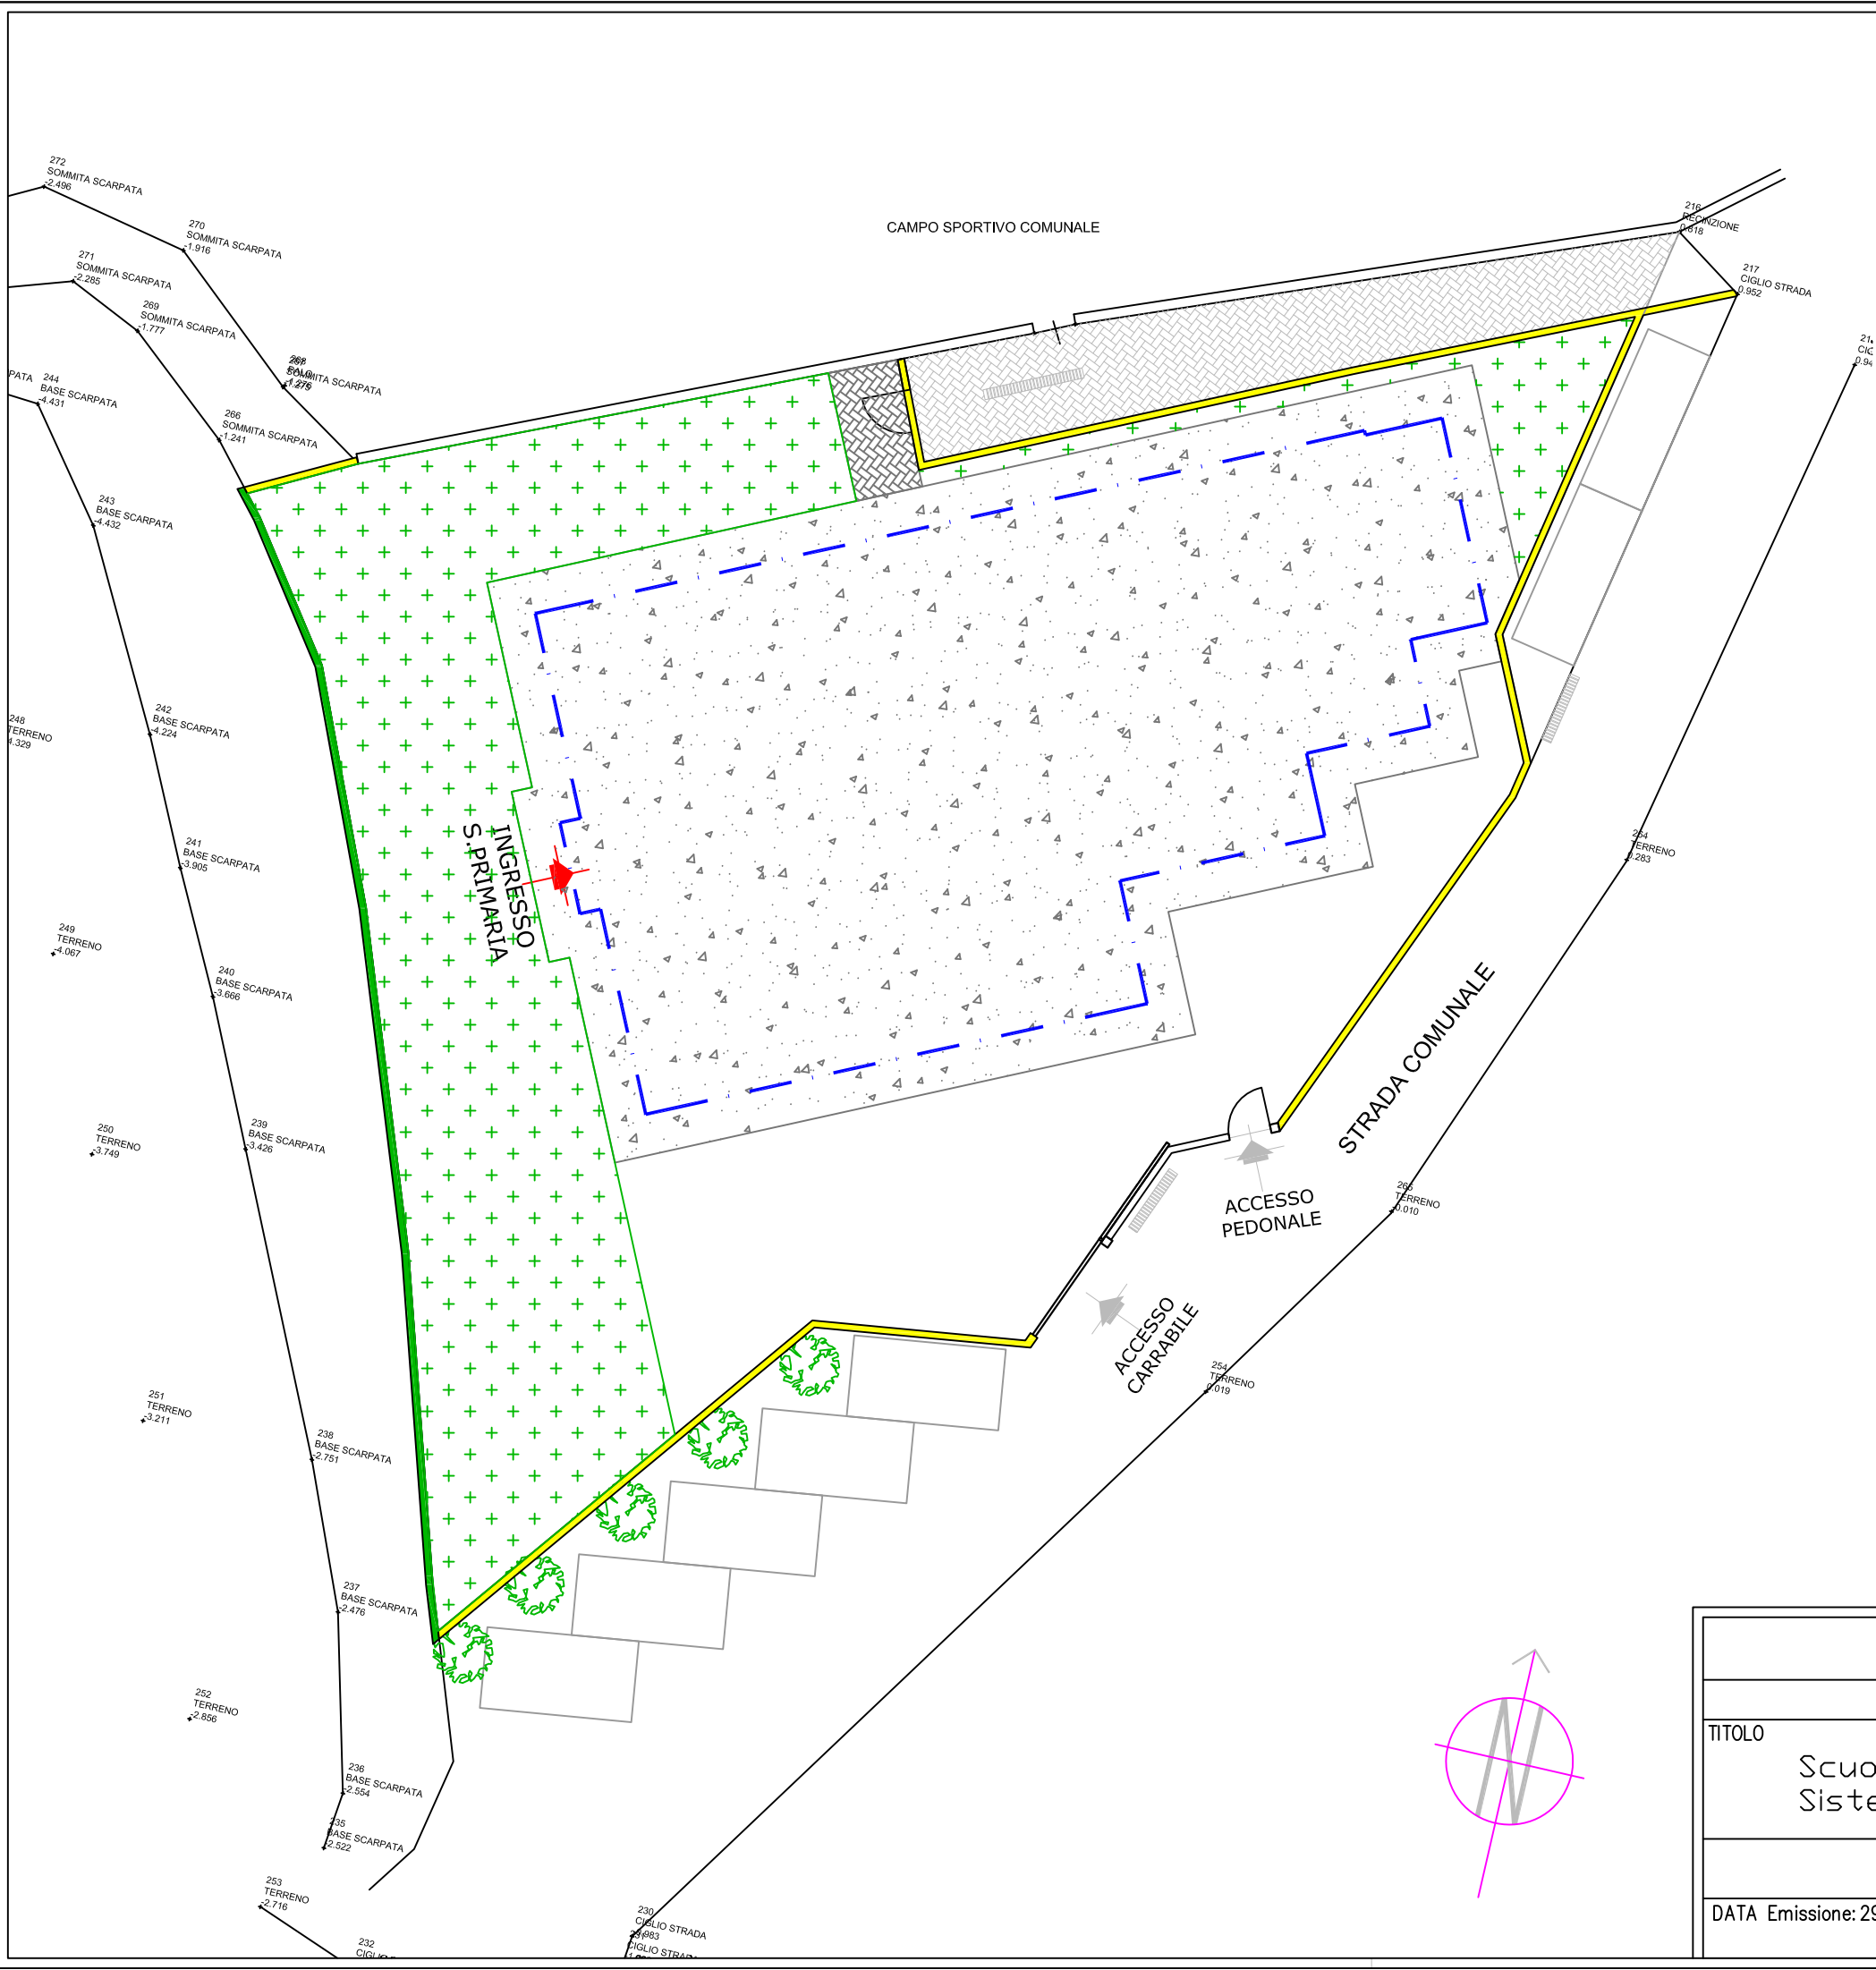 272
SOMMITA SCARPATA
-2.496
270
SOMMITA SCARPATA
-1.916
271
SOMMITA SCARPATA
-2.285
269
SOMMITA SCARPATA
-1.777
SOMMITA SCARPATA
PATA
244
BASE SCARPATA
-4.431
266
SOMMITA SCARPATA
-1.241
243
BASE SCARPATA
-4.432
242
BASE SCARPATA
-4.224
248
TERRENO
4.329
241
BASE SCARPATA
-3.905
249
TERRENO
-4.067
240
BASE SCARPATA
-3.666
250
TERRENO
-3.749
239
BASE SCARPATA
-3.426
251
TERRENO
-3.211
238
BASE SCARPATA
-2.751
237
BASE SCARPATA
-2.476
252
TERRENO
-2.856
236
BASE SCARPATA
-2.554
235
BASE SCARPATA
-2.522
253
TERRENO
-2.716
232
230
CIGLIO STRADA
CIGLIO STRADA
CAMPO SPORTIVO COMUNALE
216
RECINZIONE
0.618
217
CIGLIO STRADA
0.952
INGRESSO
S.PRIMARIA
264
TERRENO
0.283
STRADA COMUNALE
265
TERRENO
-0.010
ACCESSO
PEDONALE
ACCESSO
CARRABILE
254
TERRENO
0.019
N
TITOLO
Scuo
Siste
DATA Emissione: 29